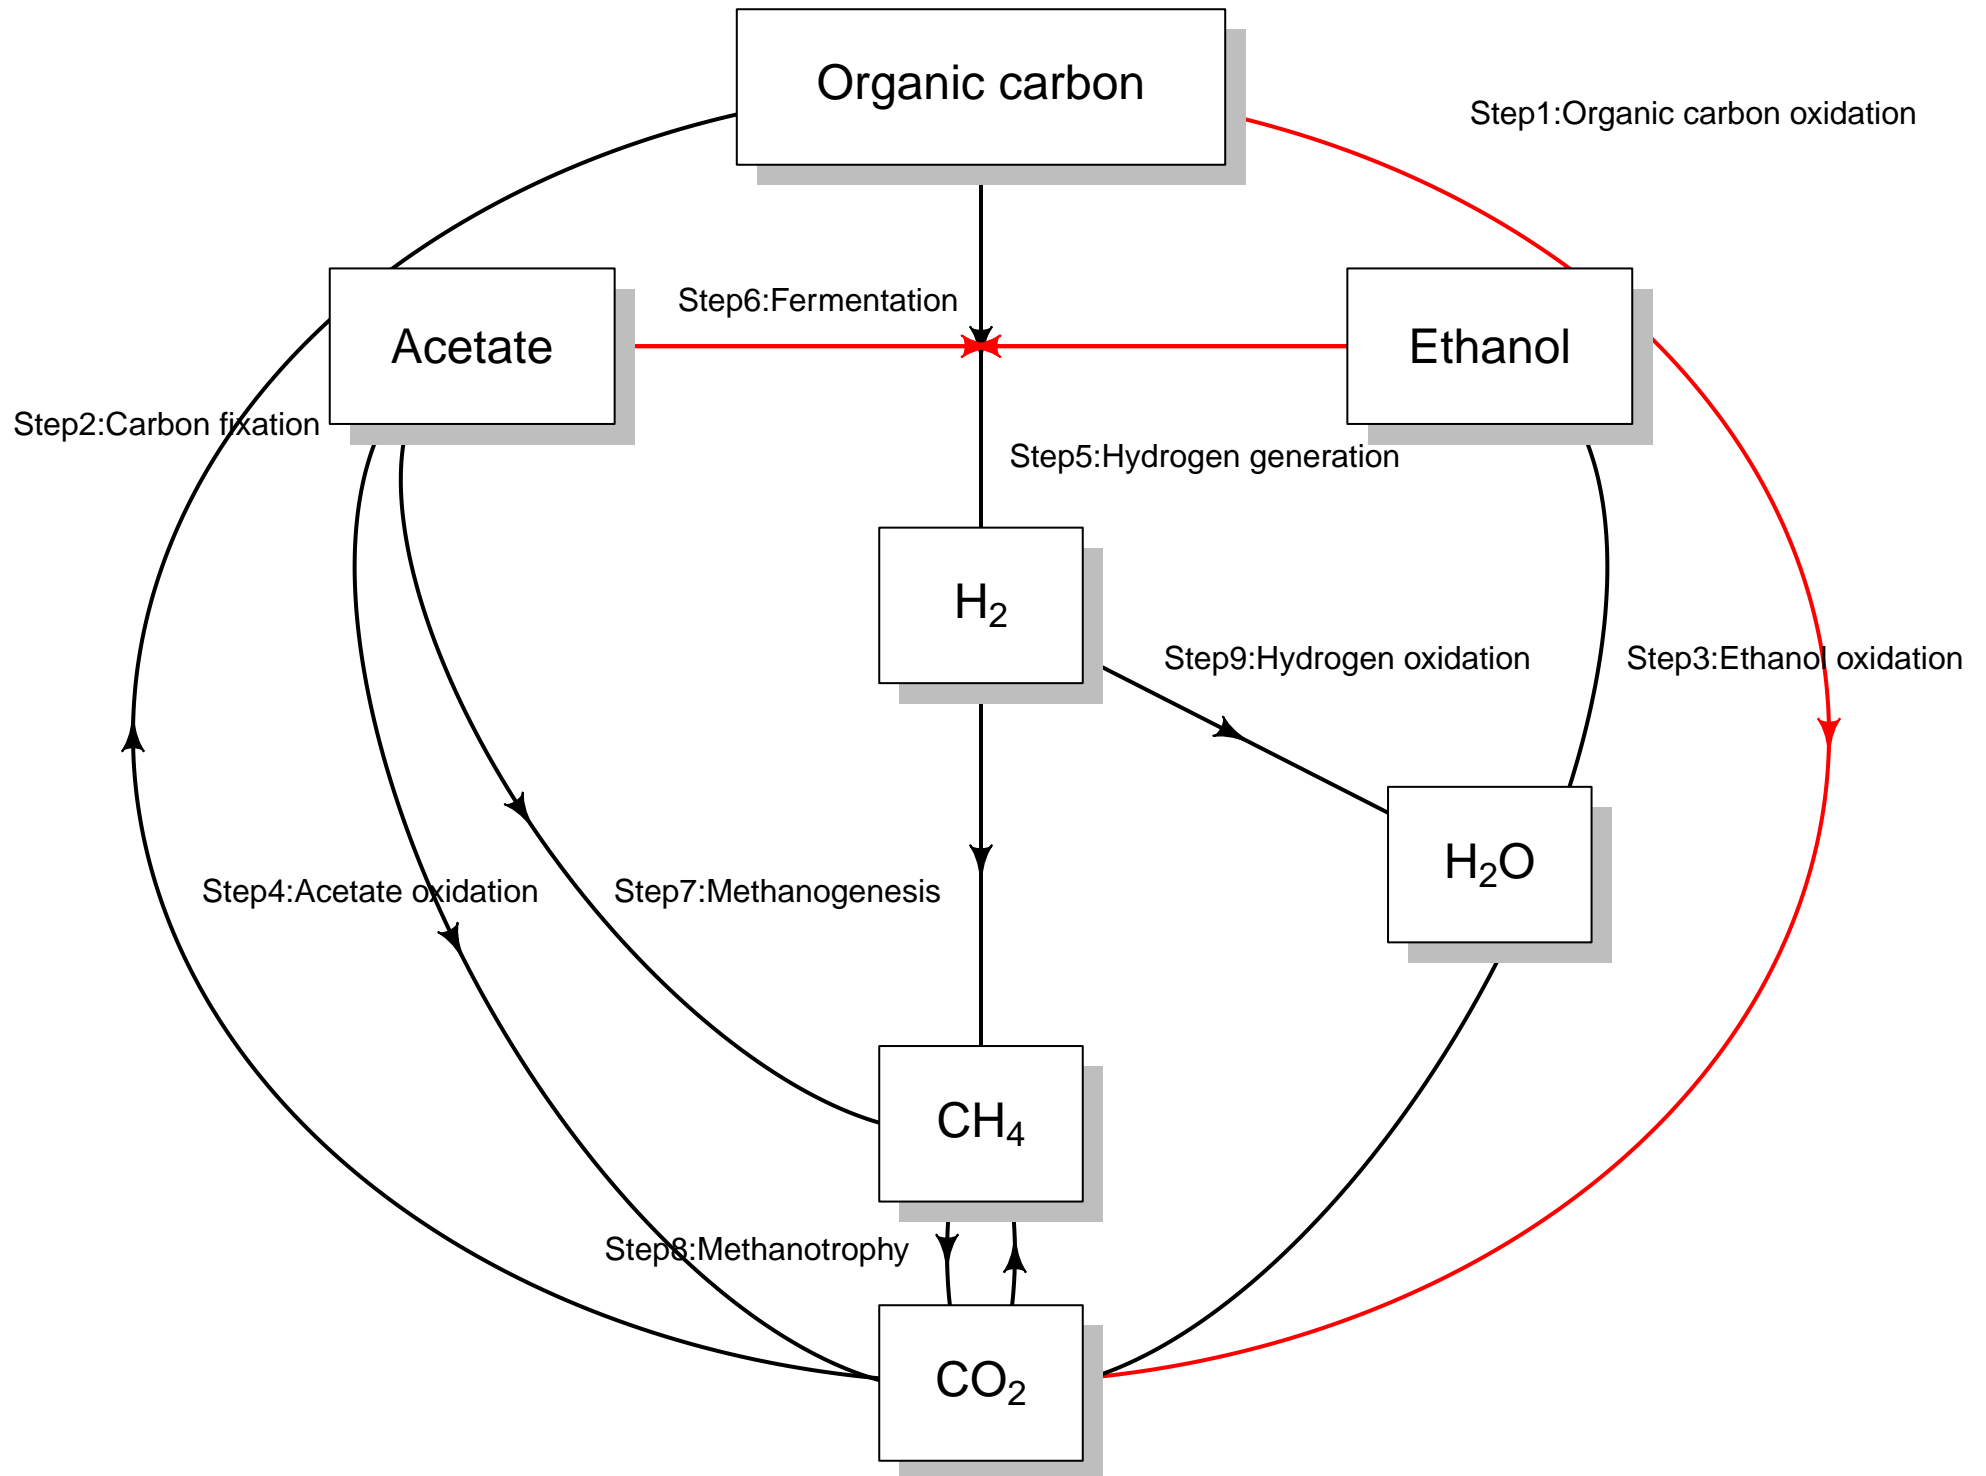 Organic carbon
Step1:Organic carbon oxidation
Step6:Fermentation
Acetate
Ethanol
Step2:Carbon fixation
Step5:Hydrogen generation
H₂
Step9:Hydrogen oxidation
Step3:Ethanol oxidation
H₂O
Step4:Acetate oxidation
Step7:Methanogenesis
CH₄
Step8:Methanotrophy
CO₂